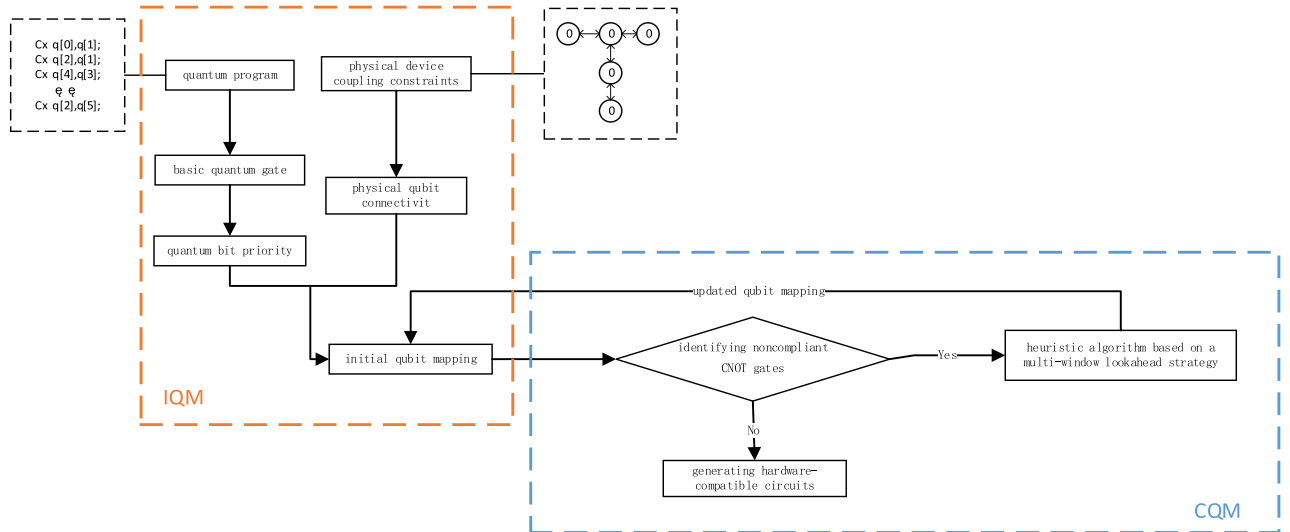 Cx q[0],q[1];
Cx q[2],q[1];
Cx q[4],q[3];
ę ę
Cx q[2],q[5];
quantum program
physical device
coupling constraints
0 0 0
0
0
basic quantum gate
physical qubit
connectivit
quantum bit priority
updated qubit mapping
initial qubit mapping
identifying noncompliant
CNOT gates
Yes
heuristic algorithm based on a
multi-window lookahead strategy
IQM
No
generating hardware-
compatible circuits
CQM